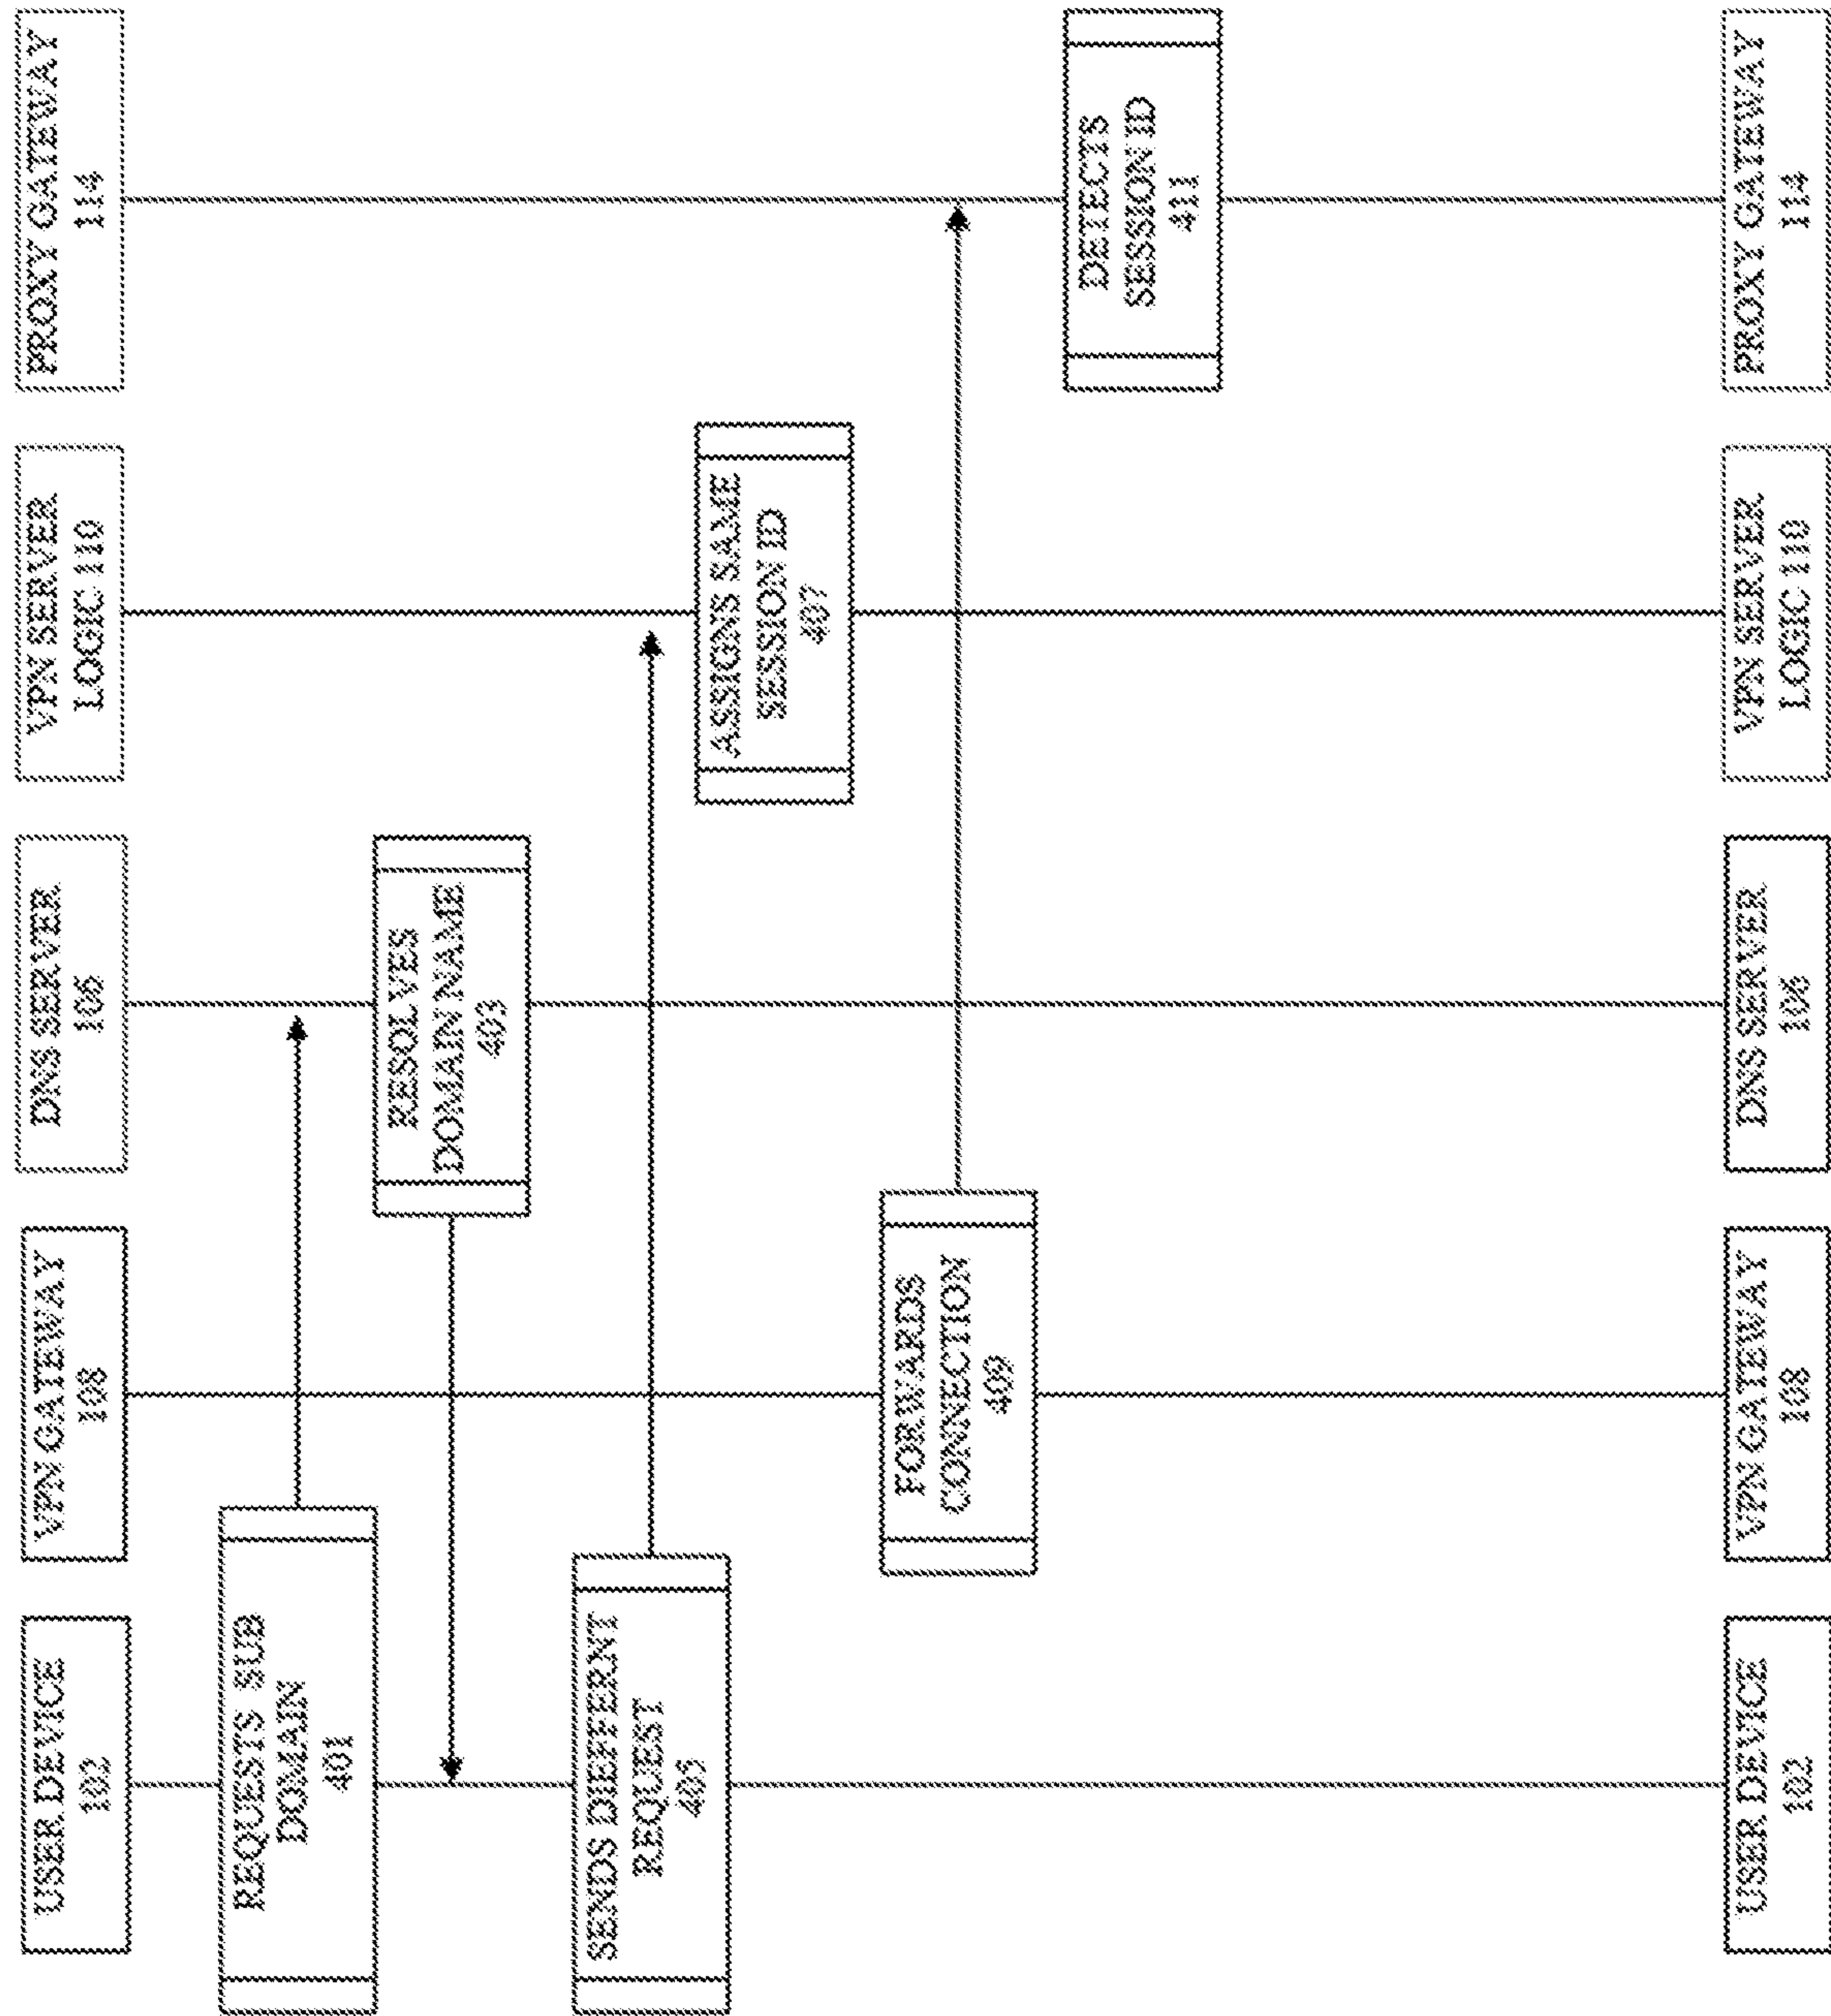 USER DEVICE
102
VPN GATEWAY
108
DNS SERVER
106
VPN SERVER
LOGIC 110
PROXY GATEWAY
114
REQUESTS SUB
DOMAIN
401
RESOLVES
DOMAIN NAME
403
SENDS DIEFFERNT
REQUEST
405
ASSIGNS SAME
SESSION ID
407
FORWARDS
CONNECTION
409
DETECTS
SESSION ID
411
USER DEVICE
102
VPN GATEWAY
108
DNS SERVER
106
VPN SERVER
LOGIC 110
PROXY GATEWAY
114